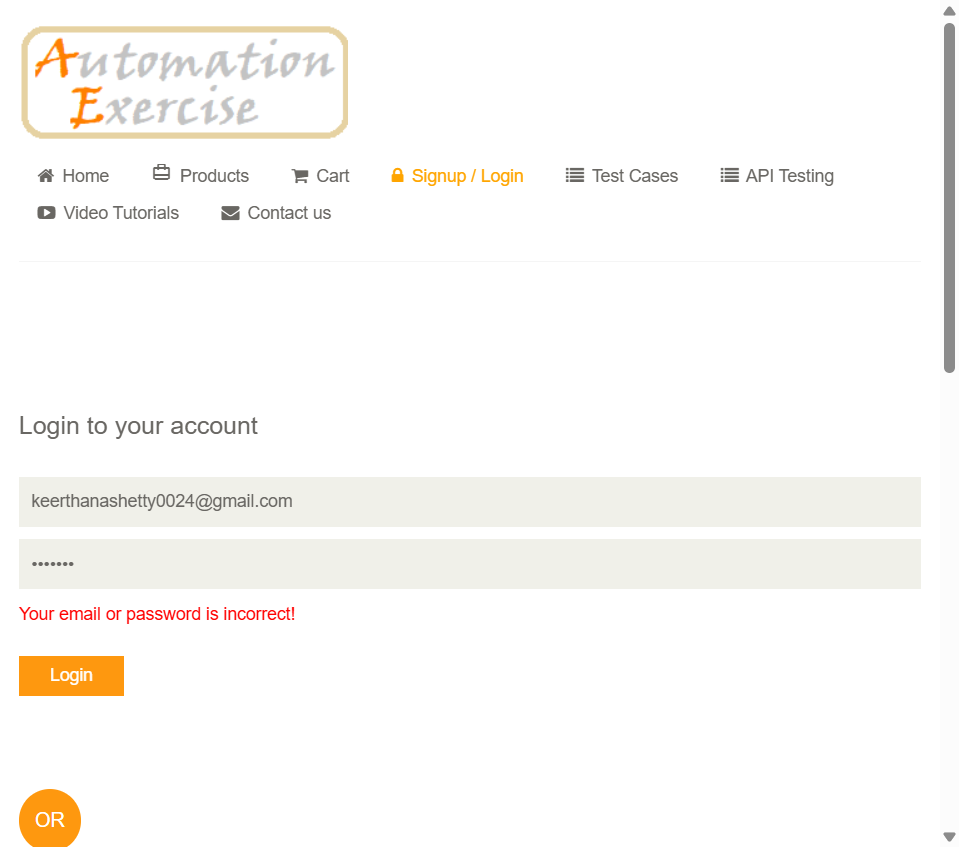 Automation
Exercise
Home Products Cart Signup / Login Test Cases API Testing
Video Tutorials Contact us
Login to your account
keerthanashetty0024@gmail.com
•••••••
Your email or password is incorrect!
Login
OR